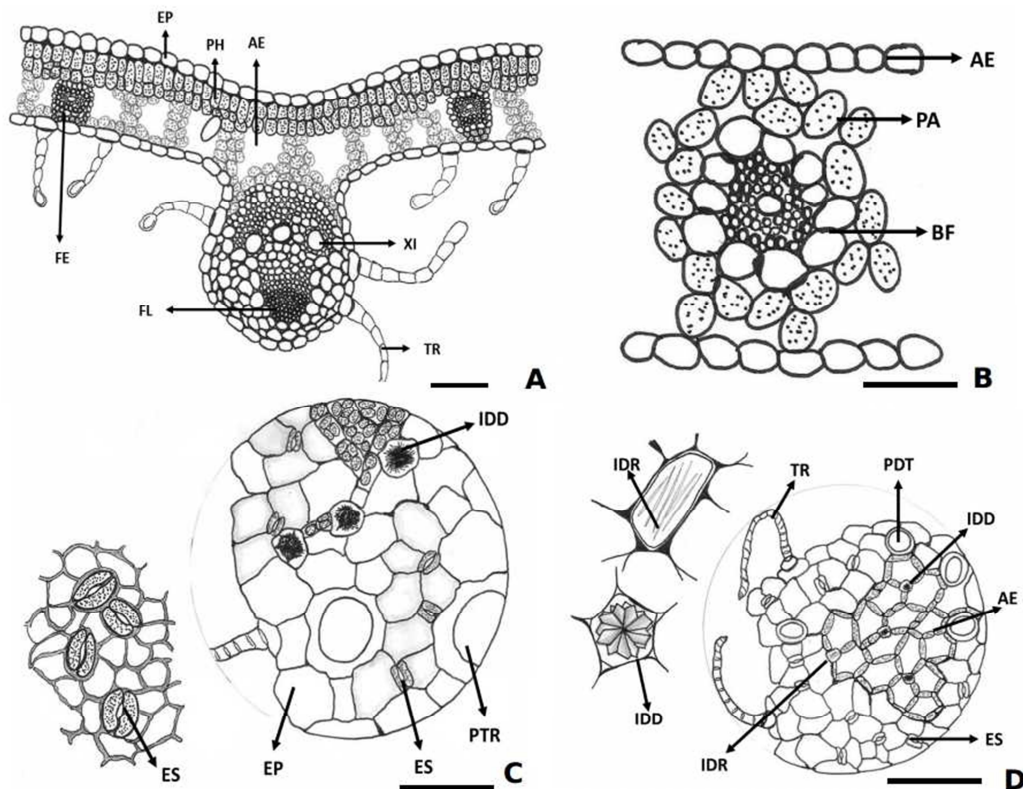 EP
PH
AE
FE
XI
FL
TR
A
AE
PA
BF
B
IDD
ES
EP
ES
PTR
C
IDR
TR
PDT
IDD
AE
IDD
IDR
ES
D